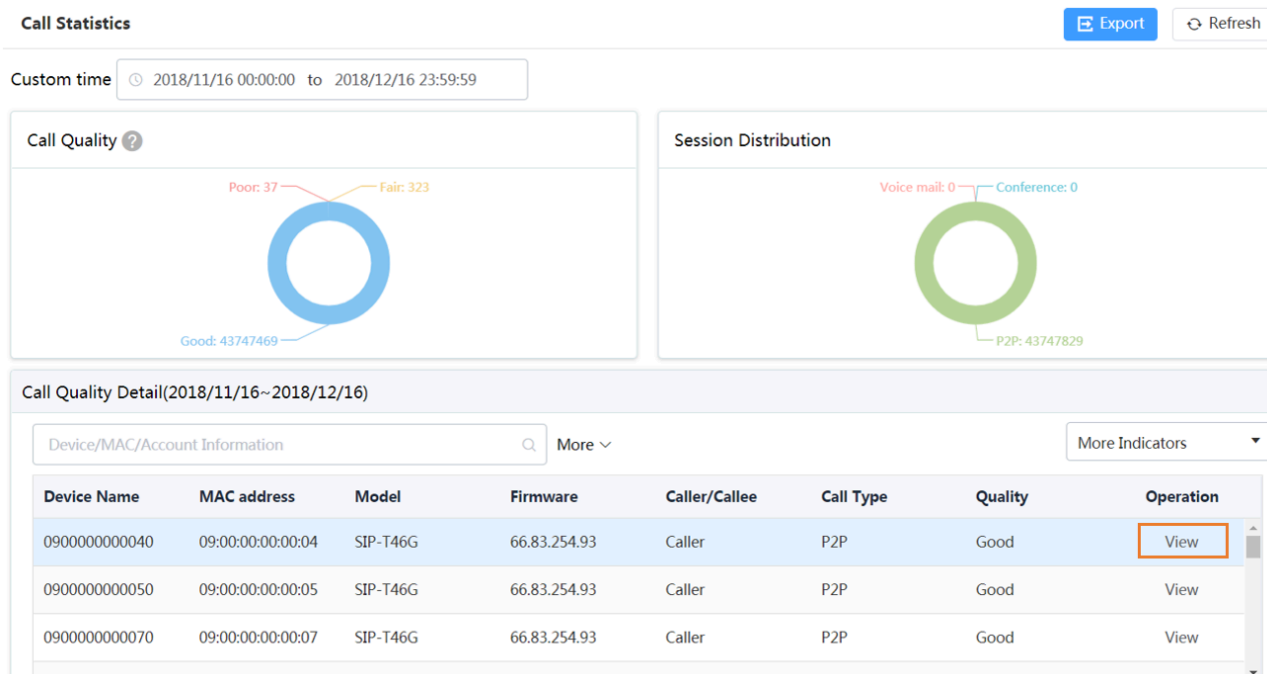 Call Statistics
Export
Refresh
Custom time 2018/11/16 00:00:00 to 2018/12/16 23:59:59
Call Quality ?
Poor: 37
Fair: 323
Good: 43747469
Session Distribution
Voice mail: 0
Conference: 0
P2P: 43747829
Call Quality Detail(2018/11/16~2018/12/16)
Device/MAC/Account Information
More
More Indicators
Device Name MAC address Model Firmware Caller/Callee Call Type Quality Operation
0900000000040 09:00:00:00:00:04 SIP-T46G 66.83.254.93 Caller P2P Good View
0900000000050 09:00:00:00:00:05 SIP-T46G 66.83.254.93 Caller P2P Good View
0900000000070 09:00:00:00:00:07 SIP-T46G 66.83.254.93 Caller P2P Good View